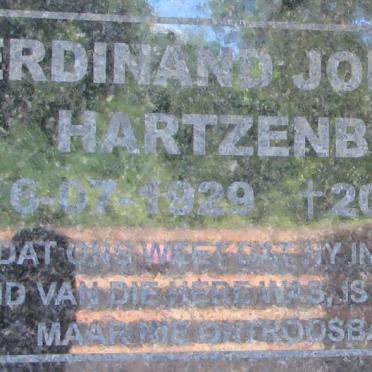 ERDINAND JO
HARTZENB
6-07-1929 †20
DAT ONS WEET DAT HY IN
ND VAN DIE HERE WAS, IS
MAAR NIE ONTROOSBA